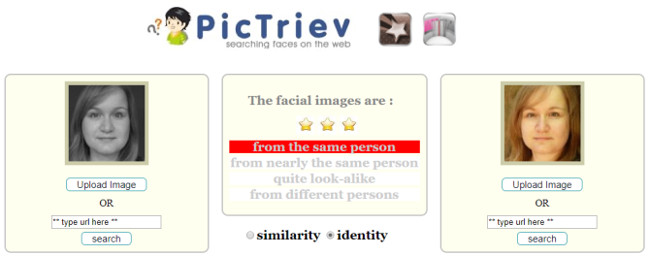 PicTriev
searching faces on the web
The facial images are :
from the same person
from nearly the same person
quite look-alike
from different persons
Upload Image
OR
** type url here **
search
similarity identity
Upload Image
OR
** type url here **
search